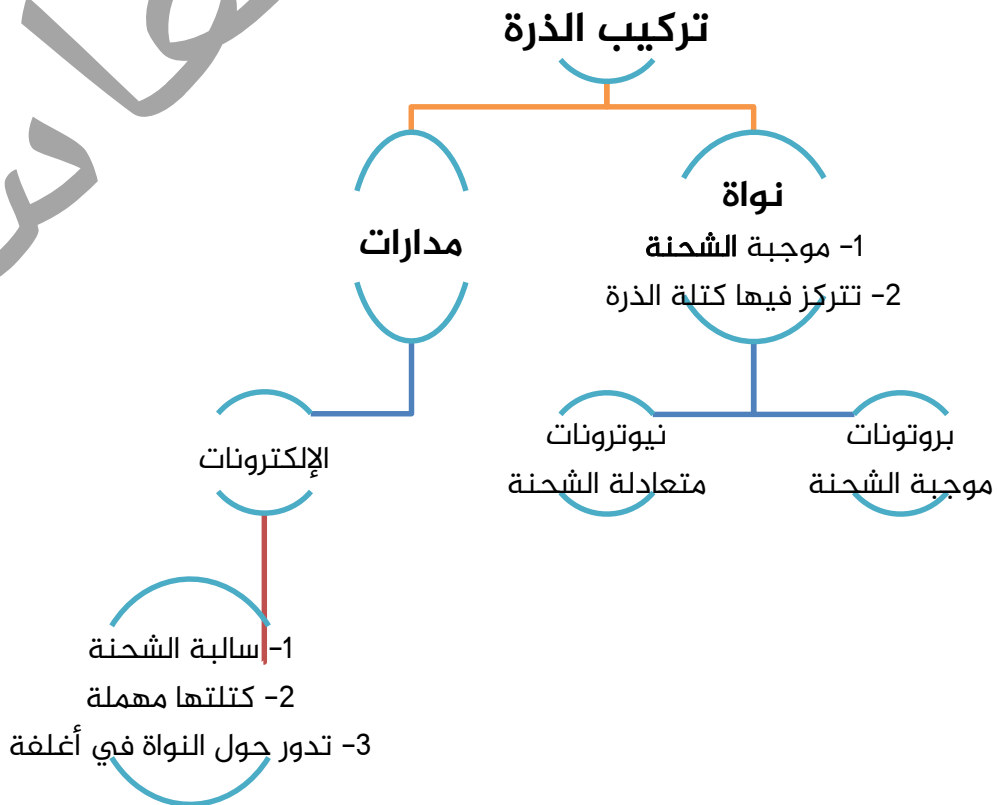 تركيب الذرة
نواة
1- موجبة الشحنة
2- تتركز فيها كتلة الذرة
مدارات
بروتونات
موجبة الشحنة
نيوترونات
متعادلة الشحنة
الإلكترونات
1- سالبة الشحنة
2- كتلتها مهملة
3- تدور حول النواة في أغلفة